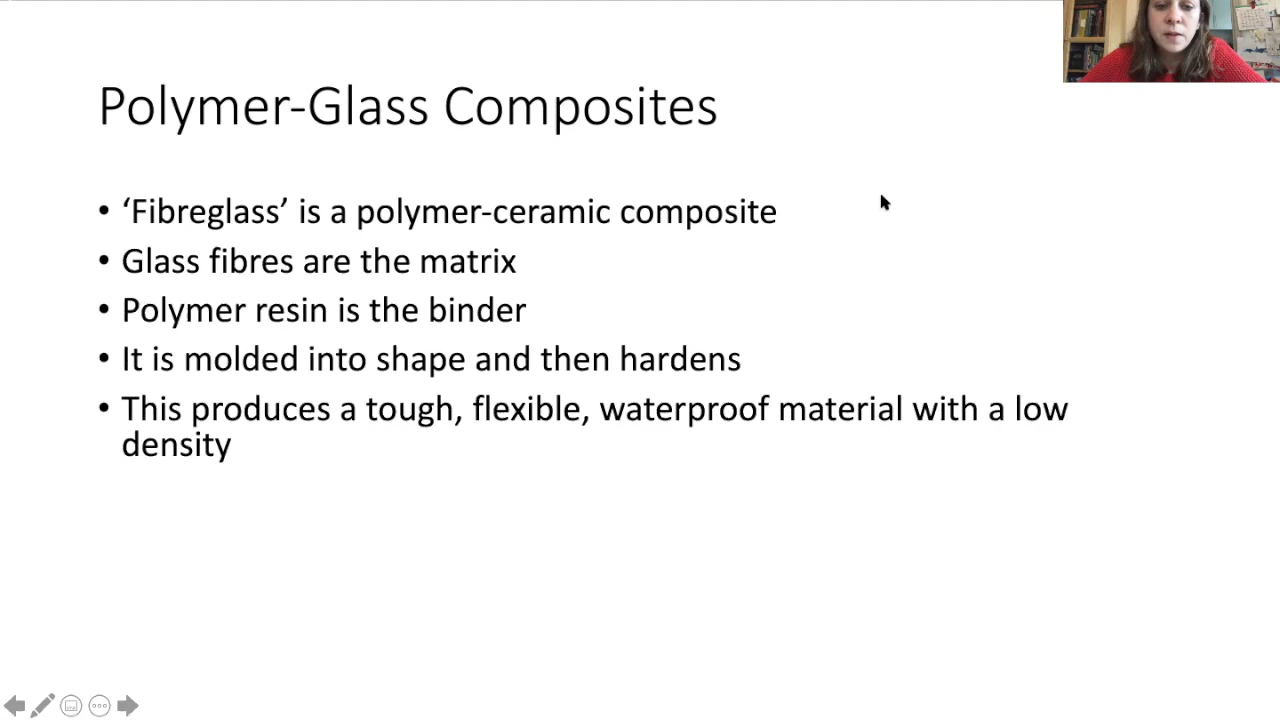 Polymer-Glass Composites
• ‘Fibreglass’ is a polymer-ceramic composite
• Glass fibres are the matrix
• Polymer resin is the binder
• It is molded into shape and then hardens
• This produces a tough, flexible, waterproof material with a low
density